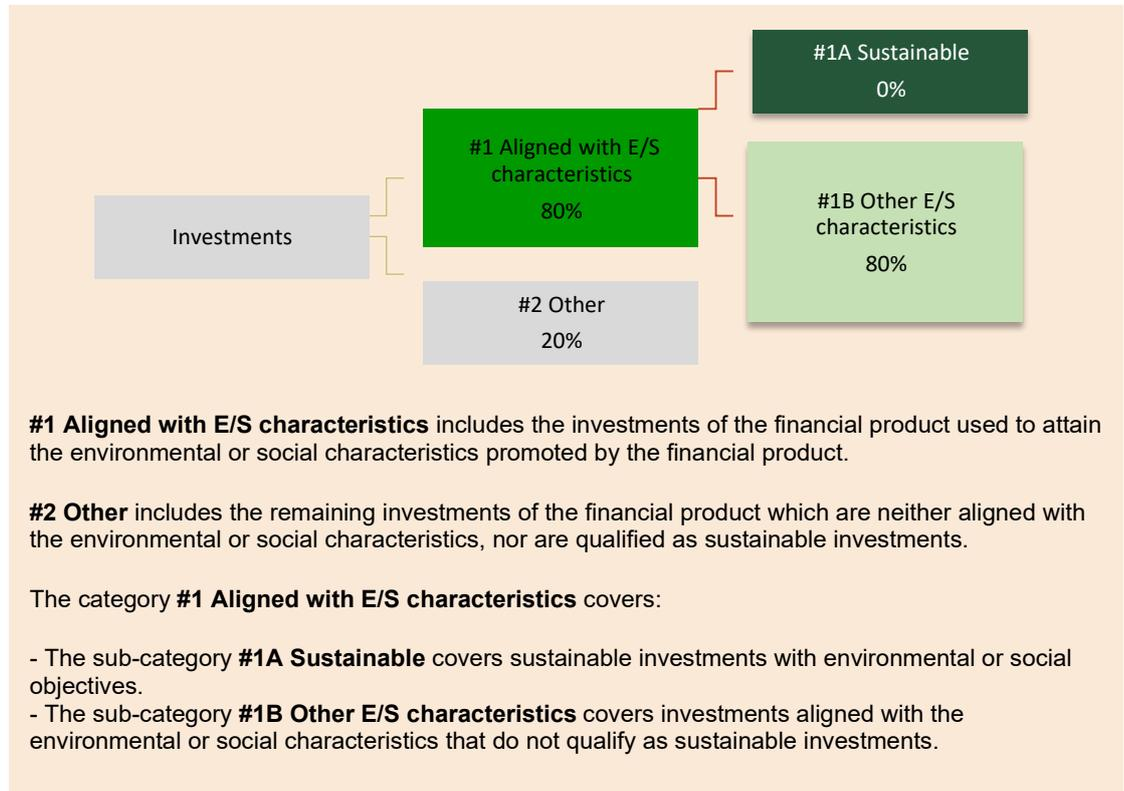 #1A Sustainable
0%
#1 Aligned with E/S
characteristics
80%
#1B Other E/S
characteristics
80%
Investments
#2 Other
20%
#1 Aligned with E/S characteristics includes the investments of the financial product used to attain
the environmental or social characteristics promoted by the financial product.
#2 Other includes the remaining investments of the financial product which are neither aligned with
the environmental or social characteristics, nor are qualified as sustainable investments.
The category #1 Aligned with E/S characteristics covers:
- The sub-category #1A Sustainable covers sustainable investments with environmental or social
objectives.
- The sub-category #1B Other E/S characteristics covers investments aligned with the
environmental or social characteristics that do not qualify as sustainable investments.